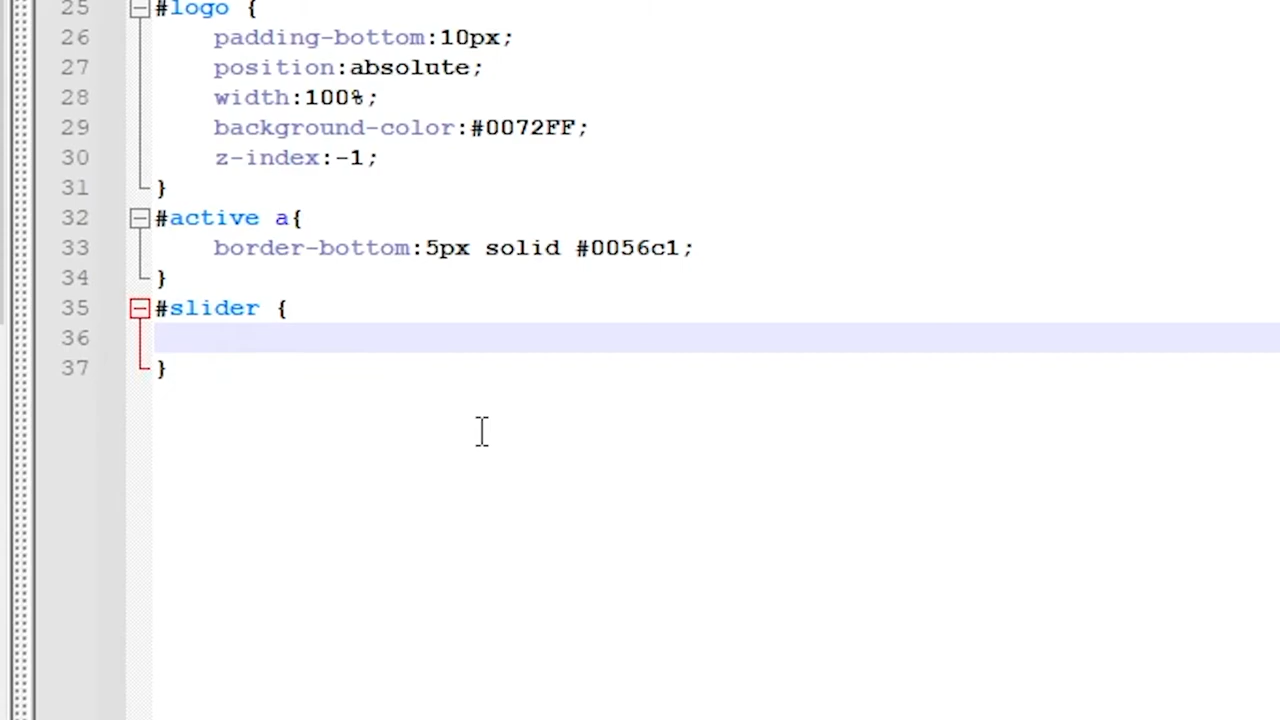 25 #logo {
26 padding-bottom:10px;
27 position:absolute;
28 width:100%;
29 background-color:#0072FF;
30 z-index:-1;
31 }
32 #active a{
33 border-bottom:5px solid #0056c1;
34 }
35 #slider {
36
37 }